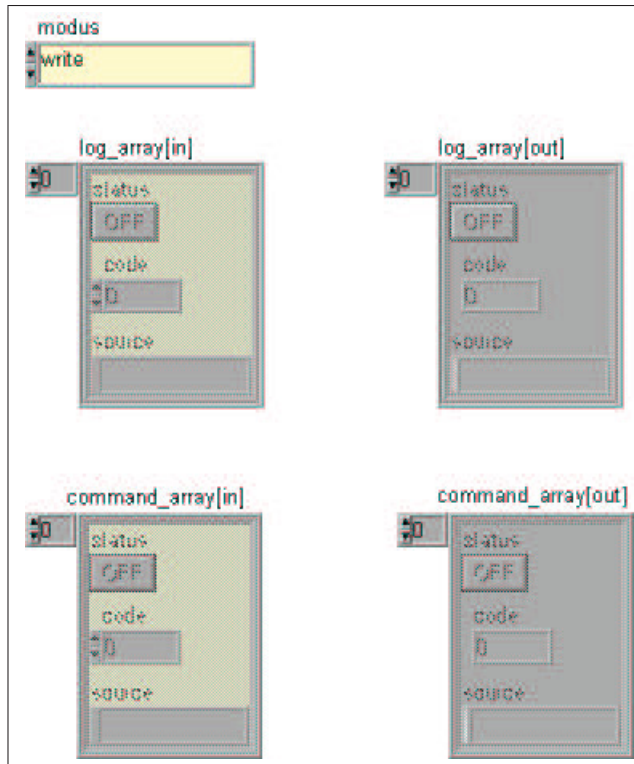 modus
write
log_array[in]
log_array[out]
0
status
OFF
code
0
source
0
status
OFF
code
0
source
command_array[in]
command_array[out]
0
status
OFF
code
0
source
0
status
OFF
code
0
source